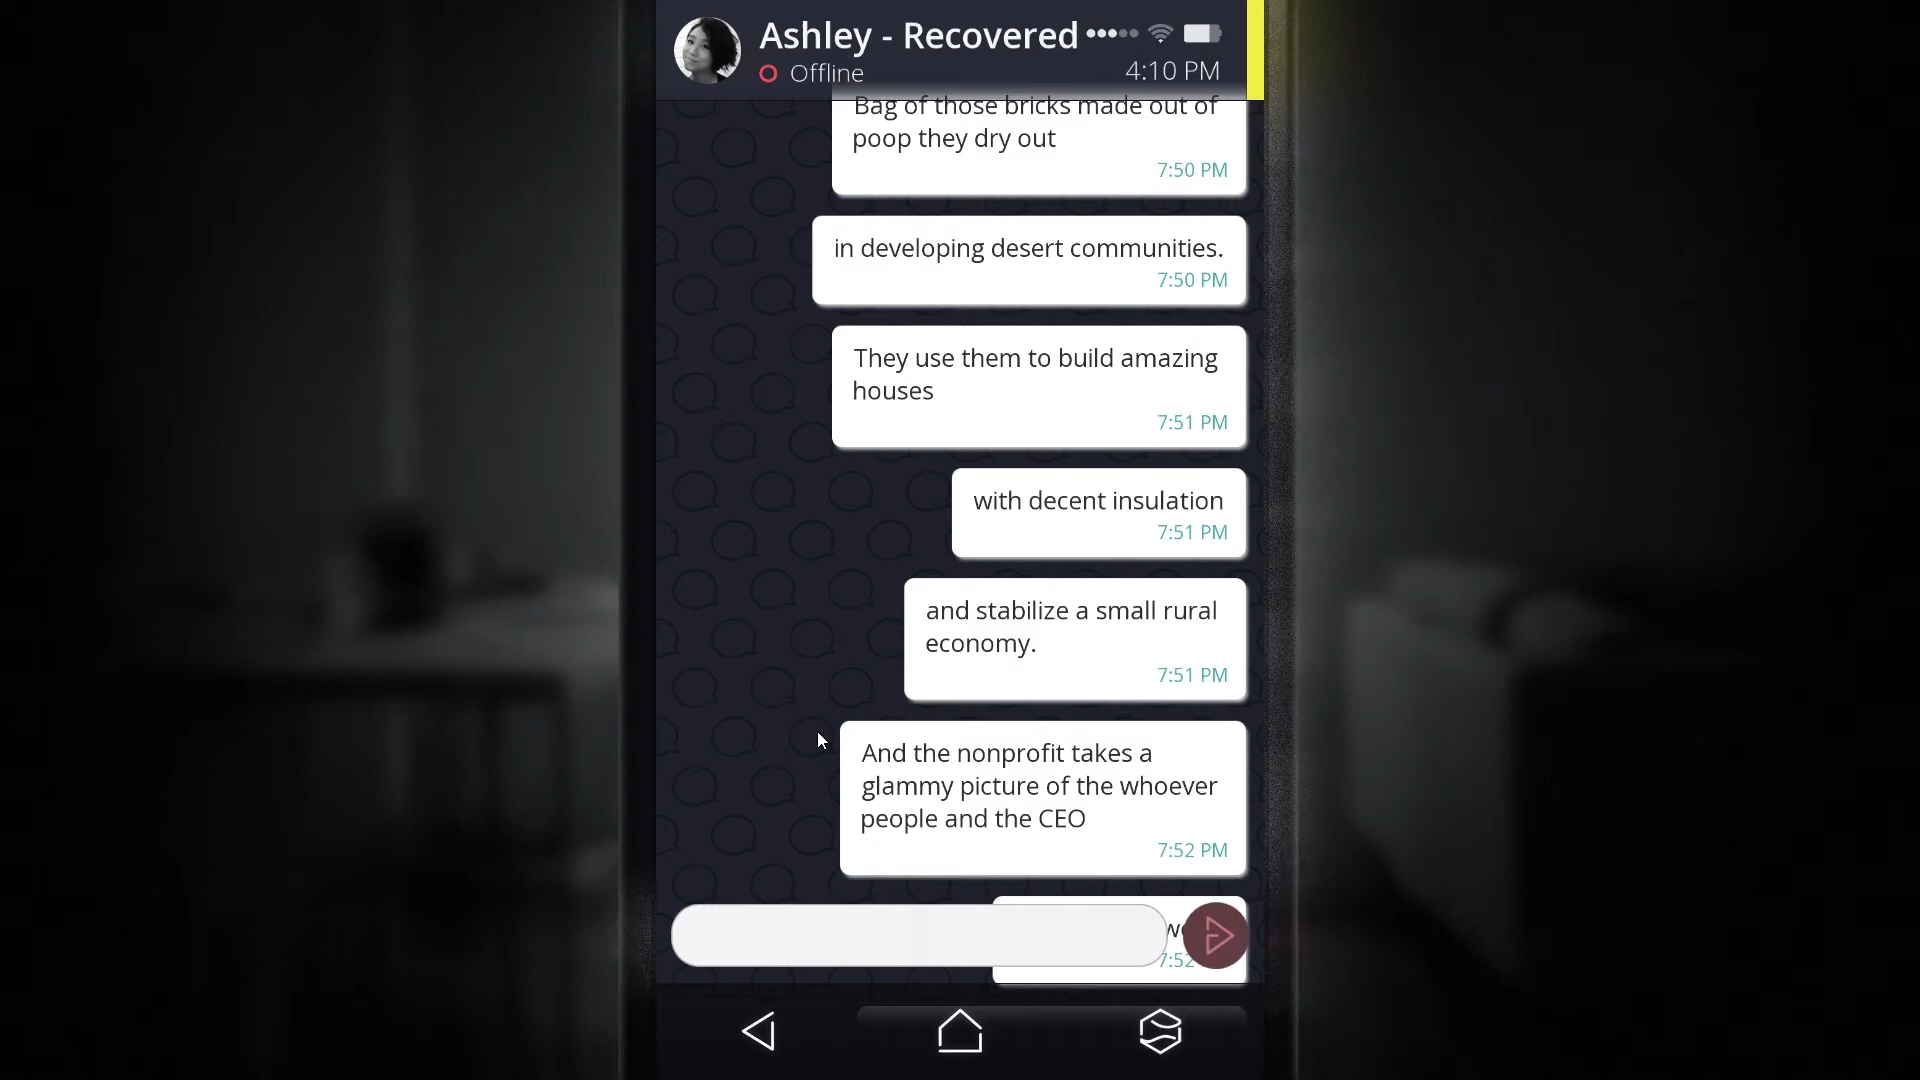 Ashley - Recovered
Offline
4:10 PM
Bag of those bricks made out of
poop they dry out
7:50 PM
in developing desert communities.
7:50 PM
They use them to build amazing
houses
7:51 PM
with decent insulation
7:51 PM
and stabilize a small rural
economy.
7:51 PM
And the nonprofit takes a
glammy picture of the whoever
people and the CEO
7:52 PM
7:52